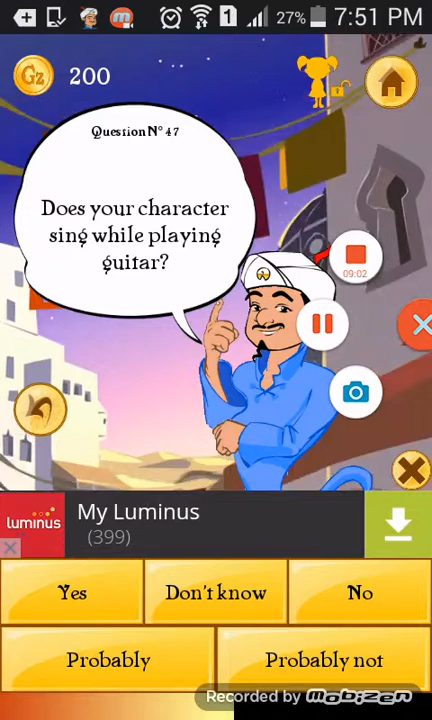 27% 7:51 PM
Gz 200
Question N° 47
Does your character
sing while playing
guitar?
09:02
luminus
My Luminus
(399)
Yes
Don't know
No
Probably
Probably not
Recorded by mobizen